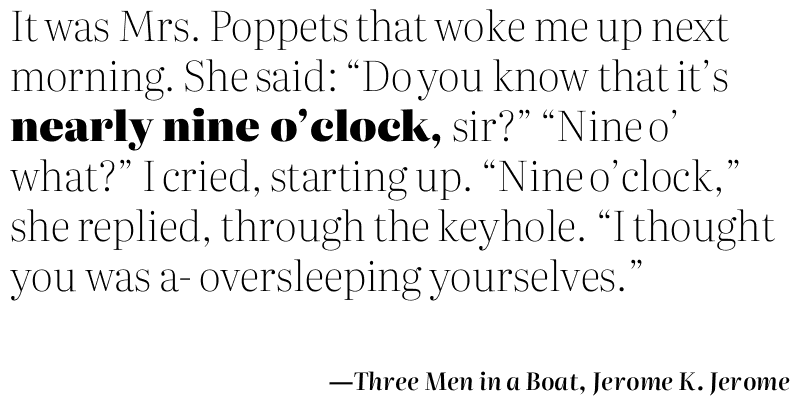 It was Mrs. Poppets that woke me up next
morning. She said: “Do you know that it’s
nearly nine o’clock, sir?” “Nine o’
what?” I cried, starting up. “Nine o’clock,”
she replied, through the keyhole. “I thought
you was a- oversleeping yourselves.”
—Three Men in a Boat, Jerome K. Jerome